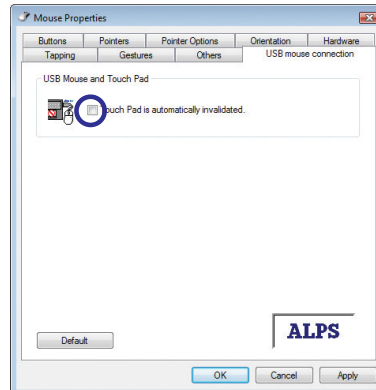 Mouse Properties
Buttons Pointers Pointer Options Orientation Hardware
Tapping Gestures Others USB mouse connection
USB Mouse and Touch Pad
Touch Pad is automatically invalidated.
Default
ALPS
OK Cancel Apply